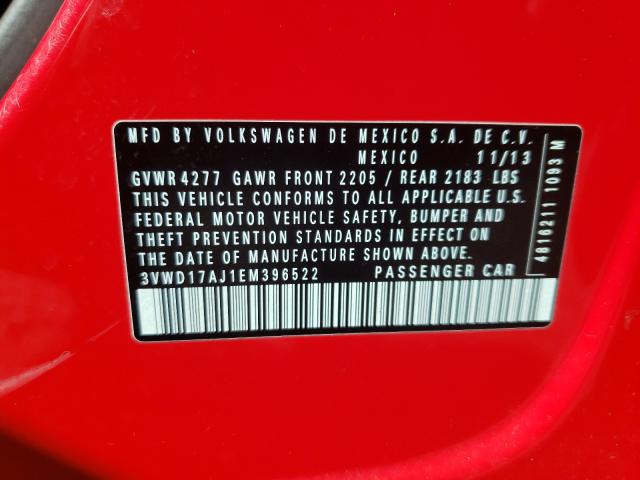 MFD BY VOLKSWAGEN DE MEXICO S.A. DE C.V.
MEXICO 11/13
GVWR 4277 GAWR FRONT 2205 / REAR 2183 LBS
THIS VEHICLE CONFORMS TO ALL APPLICABLE U.S.
FEDERAL MOTOR VEHICLE SAFETY, BUMPER AND
THEFT PREVENTION STANDARDS IN EFFECT ON
THE DATE OF MANUFACTURE SHOWN ABOVE.
3VWD17AJ1EM396522 PASSENGER CAR
4810211 1093 M